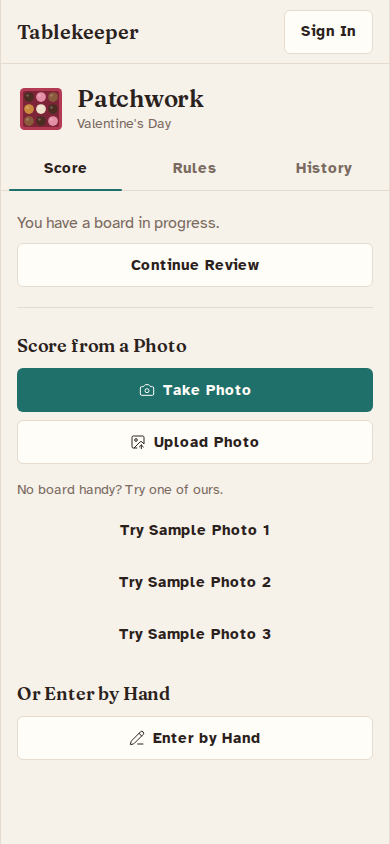 Tablekeeper
Sign In
Patchwork
Valentine's Day
Score
Rules
History
You have a board in progress.
Continue Review
Score from a Photo
Take Photo
Upload Photo
No board handy? Try one of ours.
Try Sample Photo 1
Try Sample Photo 2
Try Sample Photo 3
Or Enter by Hand
Enter by Hand